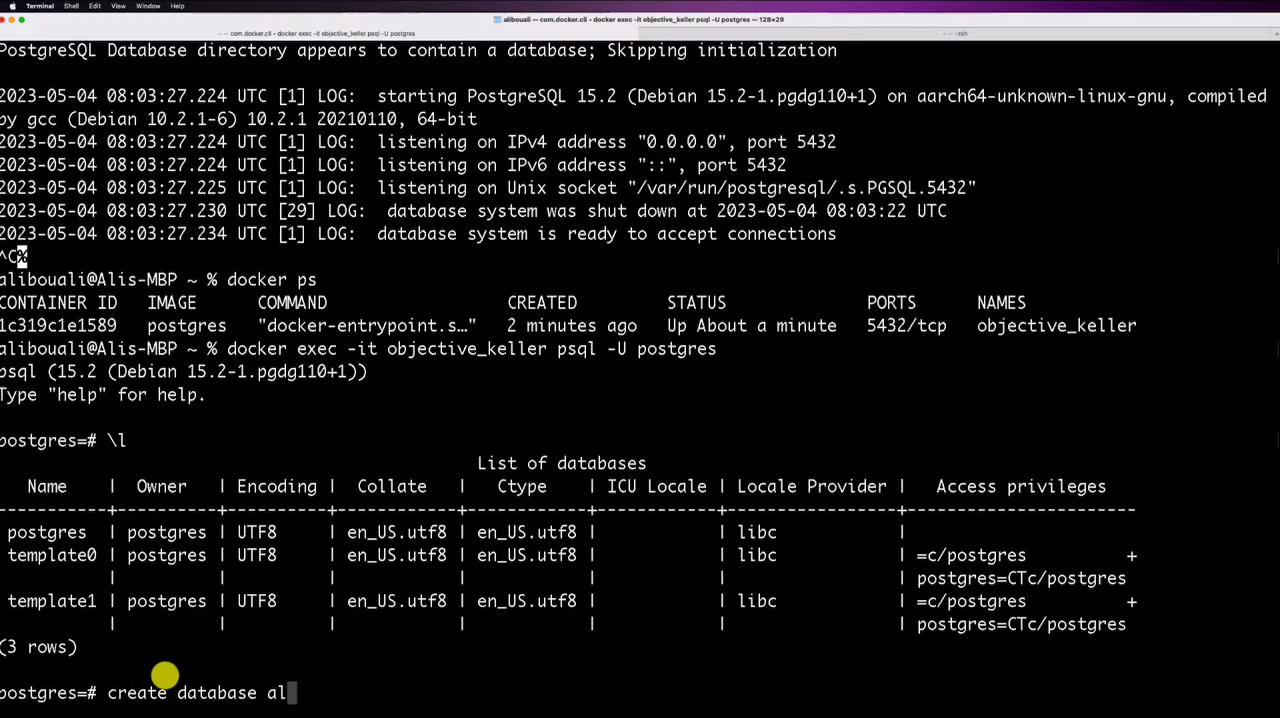 Terminal Shell Edit View Window Help
alibouali — com.docker.cli • docker exec -it objective_keller psql -U postgres — 128×29
~ — com.docker.cli • docker exec -it objective_keller psql -U postgres
~ — -zsh
PostgreSQL Database directory appears to contain a database; Skipping initialization
2023-05-04 08:03:27.224 UTC [1] LOG:  starting PostgreSQL 15.2 (Debian 15.2-1.pgdg110+1) on aarch64-unknown-linux-gnu, compiled
by gcc (Debian 10.2.1-6) 10.2.1 20210110, 64-bit
2023-05-04 08:03:27.224 UTC [1] LOG:  listening on IPv4 address "0.0.0.0", port 5432
2023-05-04 08:03:27.224 UTC [1] LOG:  listening on IPv6 address "::", port 5432
2023-05-04 08:03:27.225 UTC [1] LOG:  listening on Unix socket "/var/run/postgresql/.s.PGSQL.5432"
2023-05-04 08:03:27.230 UTC [29] LOG:  database system was shut down at 2023-05-04 08:03:22 UTC
2023-05-04 08:03:27.234 UTC [1] LOG:  database system is ready to accept connections
^C%
alibouali@Alis-MBP ~ % docker ps
CONTAINER ID   IMAGE      COMMAND                  CREATED         STATUS              PORTS      NAMES
1c319c1e1589   postgres   "docker-entrypoint.s…"   2 minutes ago   Up About a minute   5432/tcp   objective_keller
alibouali@Alis-MBP ~ % docker exec -it objective_keller psql -U postgres
psql (15.2 (Debian 15.2-1.pgdg110+1))
Type "help" for help.
postgres=# \l
List of databases
Name    |  Owner   | Encoding |  Collate   |   Ctype    | ICU Locale | Locale Provider |   Access privileges
-----------+----------+----------+------------+------------+------------+-----------------+-----------------------
postgres  | postgres | UTF8     | en_US.utf8 | en_US.utf8 |            | libc            |
template0 | postgres | UTF8     | en_US.utf8 | en_US.utf8 |            | libc            | =c/postgres          +
|          |          |            |            |            |                 | postgres=CTc/postgres
template1 | postgres | UTF8     | en_US.utf8 | en_US.utf8 |            | libc            | =c/postgres          +
|          |          |            |            |            |                 | postgres=CTc/postgres
(3 rows)
postgres=# create database al